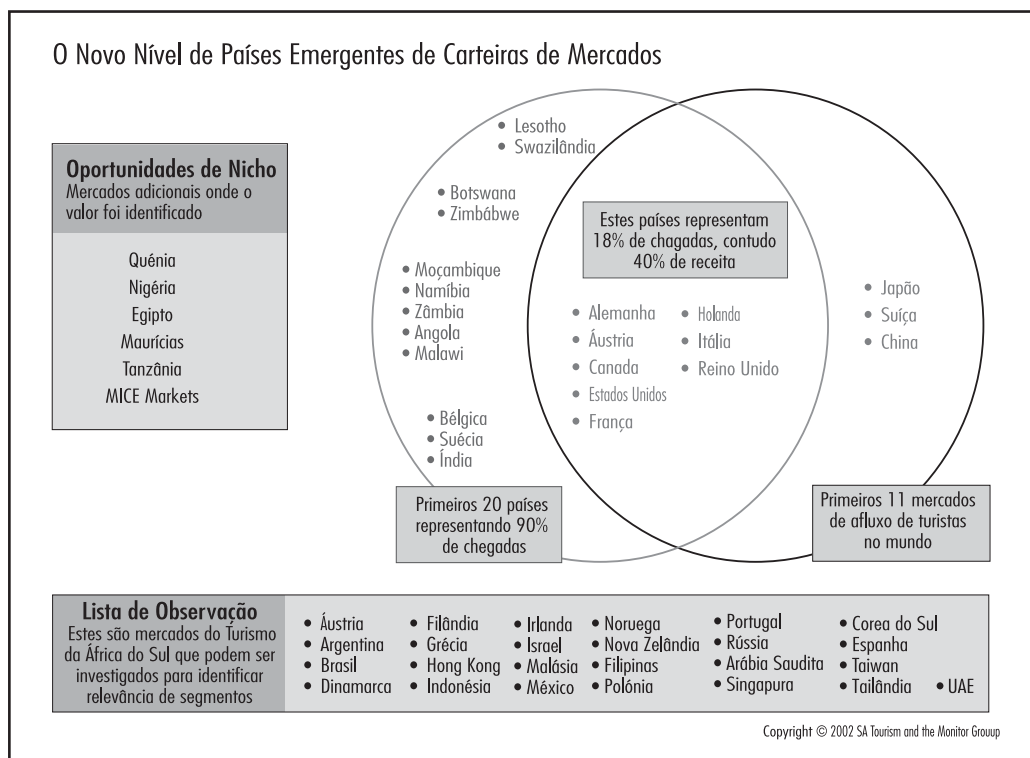 O Novo Nível de Países Emergentes de Carteiras de Mercados
Oportunidades de Nicho
Mercados adicionais onde o
valor foi identificado
Quénia
Nigéria
Egipto
Maurícias
Tanzânia
MICE Markets
• Lesotho
• Swazilândia
• Botswana
• Zimbábwe
• Moçambique
• Namíbia
• Zâmbia
• Angola
• Malawi
• Bélgica
• Suécia
• Índia
Primeiros 20 países
representando 90%
de chegadas
Estes países representam
18% de chagadas, contudo
40% de receita
• Alemanha
• Áustria
• Canada
• Estados Unidos
• França
• Holanda
• Itália
• Reino Unido
• Japão
• Suíça
• China
Primeiros 11 mercados
de afluxo de turistas
no mundo
Lista de Observação
Estes são mercados do Turismo
da África do Sul que podem ser
investigados para identificar
relevância de segmentos
• Áustria
• Argentina
• Brasil
• Dinamarca
• Filândia
• Grécia
• Hong Kong
• Indonésia
• Irlanda
• Israel
• Malásia
• México
• Noruega
• Nova Zelândia
• Filipinas
• Polónia
• Portugal
• Rússia
• Arábia Saudita
• Singapura
• Corea do Sul
• Espanha
• Taiwan
• Tailândia
• UAE
Copyright © 2002 SA Tourism and the Monitor Grouup